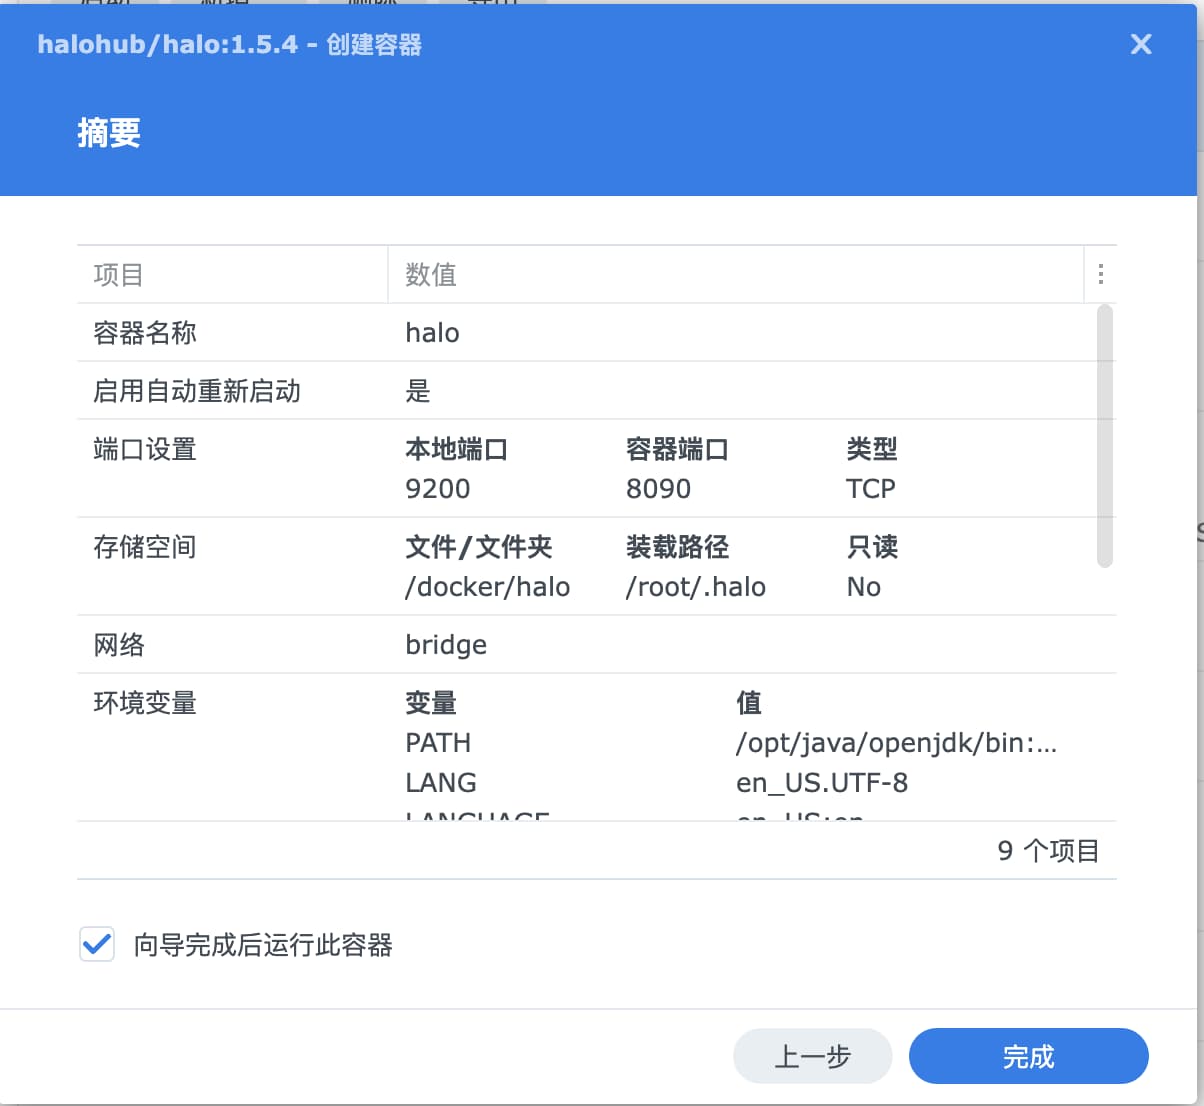 halohub/halo:1.5.4 - 创建容器
摘要
项目 数值
容器名称 halo
启用自动重新启动 是
端口设置 本地端口 容器端口 类型
9200 8090 TCP
存储空间 文件/文件夹 装载路径 只读
/docker/halo /root/.halo No
网络 bridge
环境变量 变量 值
PATH /opt/java/openjdk/bin:...
LANG en_US.UTF-8
LANGUAGE en_US:en
9 个项目
向导完成后运行此容器
上一步 完成